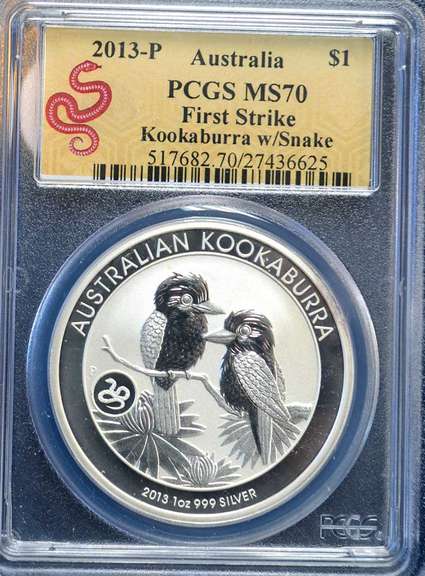 2013-P Australia $1
PCGS MS70
First Strike
Kookaburra w/Snake
517682.70/27436625
AUSTRALIAN KOOKABURRA
P
2013 1oz 999 SILVER
PCGS